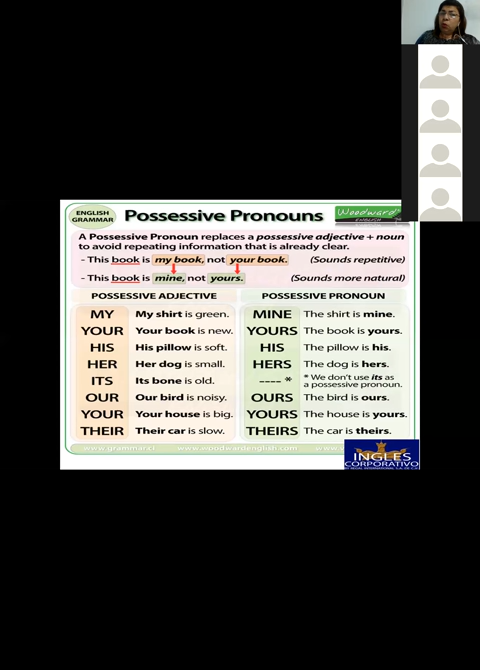 ENGLISH
GRAMMAR
Possessive Pronouns
Woodward®
ENGLISH
A Possessive Pronoun replaces a possessive adjective + noun
to avoid repeating information that is already clear.
- This book is my book, not your book. (Sounds repetitive)
- This book is mine, not yours. (Sounds more natural)
POSSESSIVE ADJECTIVE POSSESSIVE PRONOUN
MY My shirt is green. MINE The shirt is mine.
YOUR Your book is new. YOURS The book is yours.
HIS His pillow is soft. HIS The pillow is his.
HER Her dog is small. HERS The dog is hers.
ITS Its bone is old. ---- * * We don't use its as
a possessive pronoun.
OUR Our bird is noisy. OURS The bird is ours.
YOUR Your house is big. YOURS The house is yours.
THEIR Their car is slow. THEIRS The car is theirs.
www.grammar.cl www.woodwardenglish.com
INGLES
CORPORATIVO